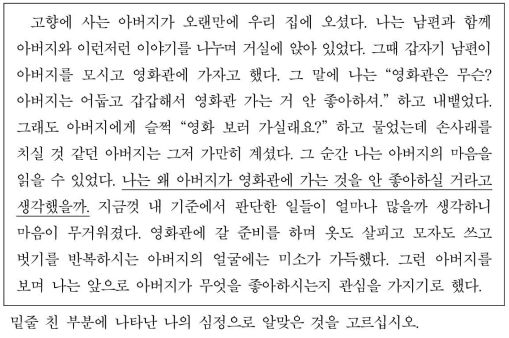 고향에 사는 아버지가 오랜만에 우리 집에 오셨다. 나는 남편과 함께
아버지와 이런저런 이야기를 나누며 거실에 앉아 있었다. 그때 갑자기 남편이
아버지를 모시고 영화관에 가자고 했다. 그 말에 나는 “영화관은 무슨?
아버지는 어둡고 갑갑해서 영화관 가는 거 안 좋아하셔.” 하고 내뱉었다.
그래도 아버지에게 슬쩍 “영화 보러 가실래요?” 하고 물었는데 손사래를
치실 것 같던 아버지는 그저 가만히 계셨다. 그 순간 나는 아버지의 마음을
읽을 수 있었다. 나는 왜 아버지가 영화관에 가는 것을 안 좋아하실 거라고
생각했을까. 지금껏 내 기준에서 판단한 일들이 얼마나 많을까 생각하니
마음이 무거워졌다. 영화관에 갈 준비를 하며 옷도 살피고 모자도 쓰고
벗기를 반복하시는 아버지의 얼굴에는 미소가 가득했다. 그런 아버지를
보며 나는 앞으로 아버지가 무엇을 좋아하시는지 관심을 가지기로 했다.
밑줄 친 부분에 나타난 나의 심정으로 알맞은 것을 고르십시오.